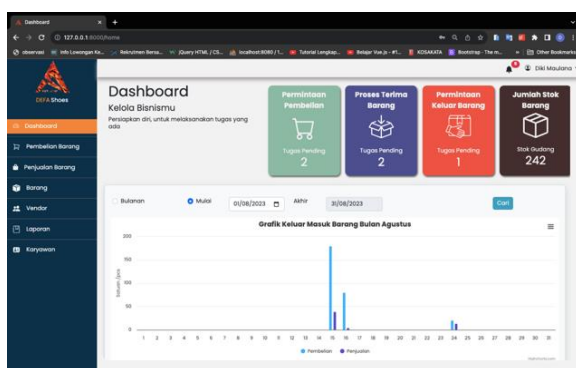 Dashboard
127.0.0.1:8000/home
observasi
Info Lowongan Ke...
Rekrutmen Bersa...
jQuery HTML / CS...
localhost:8080 / 1...
Tutorial Lengkap...
Belajar Vue.js - #1...
KOSAKATA
Bootstrap · The m...
Other Bookmarks
DEFA Shoes
Diki Maulana
Dashboard
Pembelian Barang
Penjualan Barang
Barang
Vendor
Laporan
Karyawan
Dashboard
Kelola Bisnismu
Persiapkan diri, untuk melaksanakan tugas yang
ada
Permintaan
Pembelian
Tugas Pending
2
Proses Terima
Barang
Tugas Pending
2
Permintaan
Keluar Barang
Tugas Pending
1
Jumlah Stok
Barang
Stok Gudang
242
Bulanan
Mulai
01/08/2023
Akhir
31/08/2023
Cari
Grafik Keluar Masuk Barang Bulan Agustus
Satuan /pcs
200
150
100
50
0
1 2 3 4 5 6 7 8 9 10 11 12 13 14 15 16 17 18 19 20 21 22 23 24 25 26 27 28 29 30 31
Pembelian Penjualan